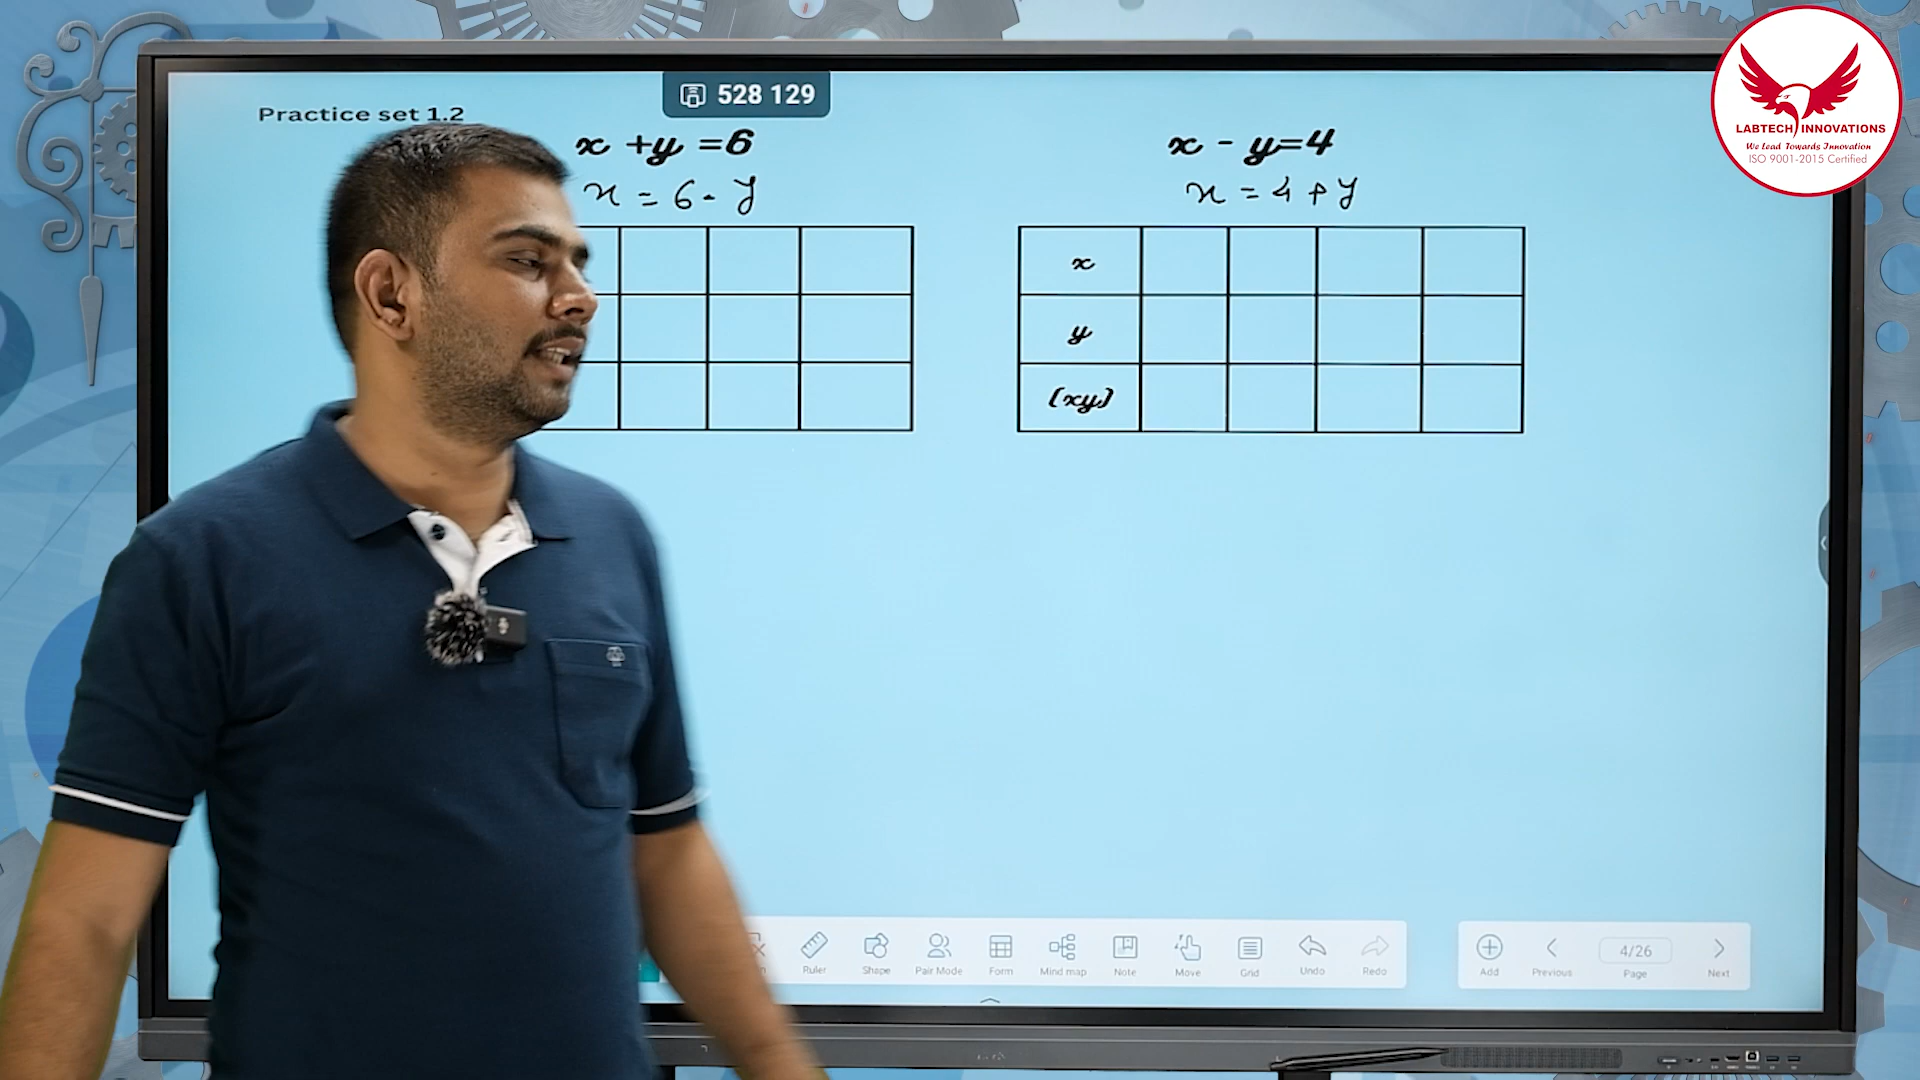 528 129
Practice set 1.2
x + y = 6
x = 6 - y
x - y = 4
x = 4 + y
x
y
(xy)
LABTECH INNOVATIONS
We Lead Towards Innovation
ISO 9001-2015 Certified
Ruler
Shape
Pair Mode
Form
Mind map
Note
Move
Grid
Undo
Redo
Add
Previous
4/26
Page
Next